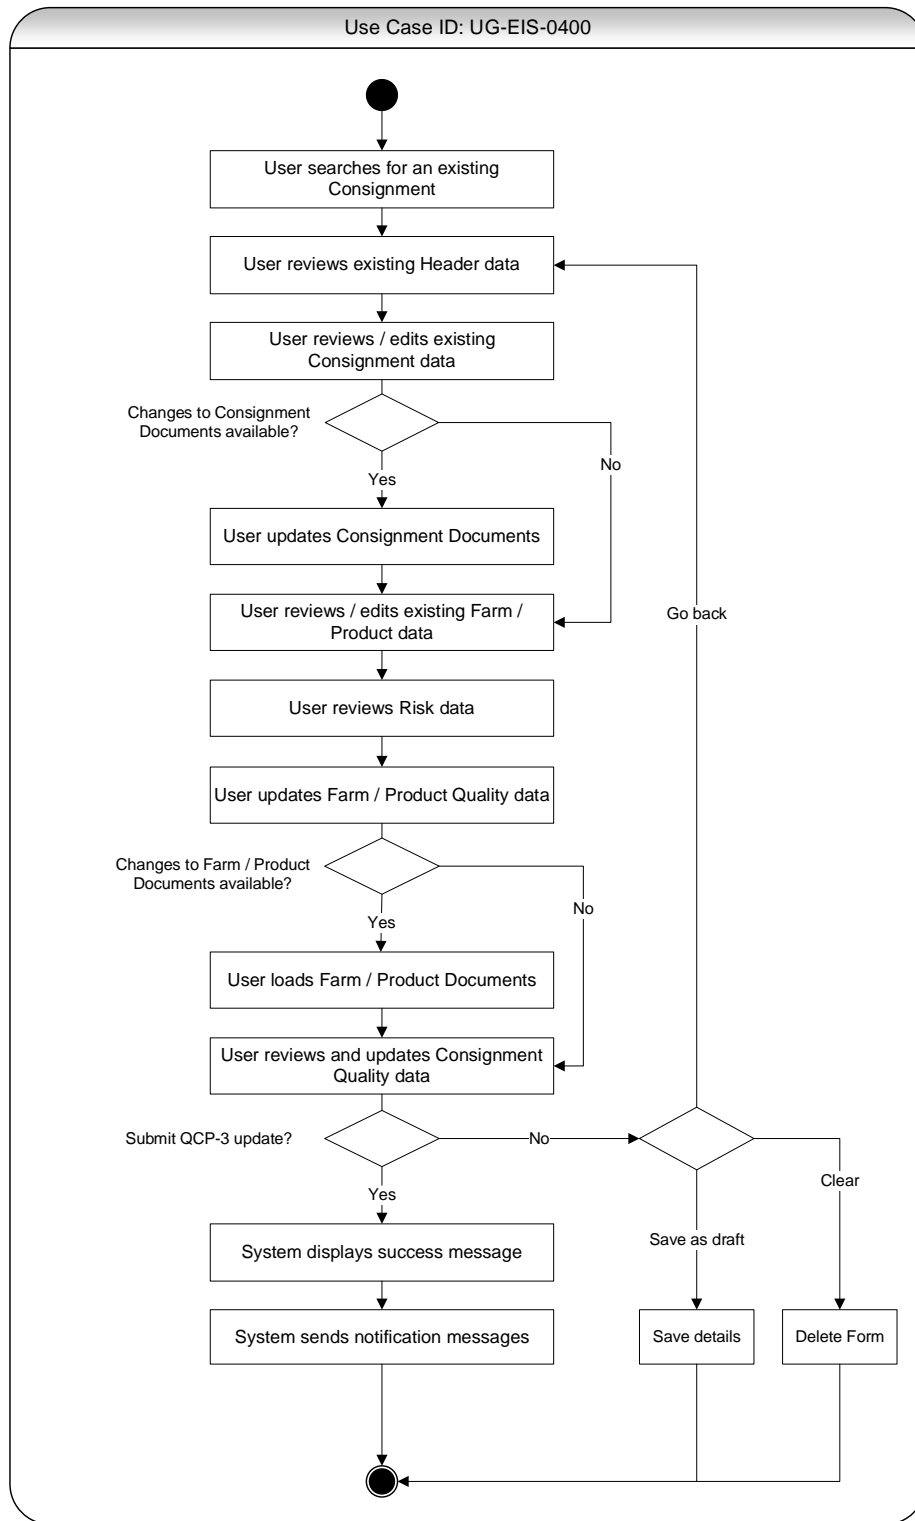 Use Case ID: UG-EIS-0400
User searches for an existing
Consignment
User reviews existing Header data
User reviews / edits existing
Consignment data
Changes to Consignment
Documents available?
No
Yes
User updates Consignment Documents
User reviews / edits existing Farm /
Product data
Go back
User reviews Risk data
User updates Farm / Product Quality data
Changes to Farm / Product
Documents available?
No
Yes
User loads Farm / Product Documents
User reviews and updates Consignment
Quality data
Submit QCP-3 update?
No
Clear
Yes
System displays success message
Save as draft
System sends notification messages
Save details
Delete Form